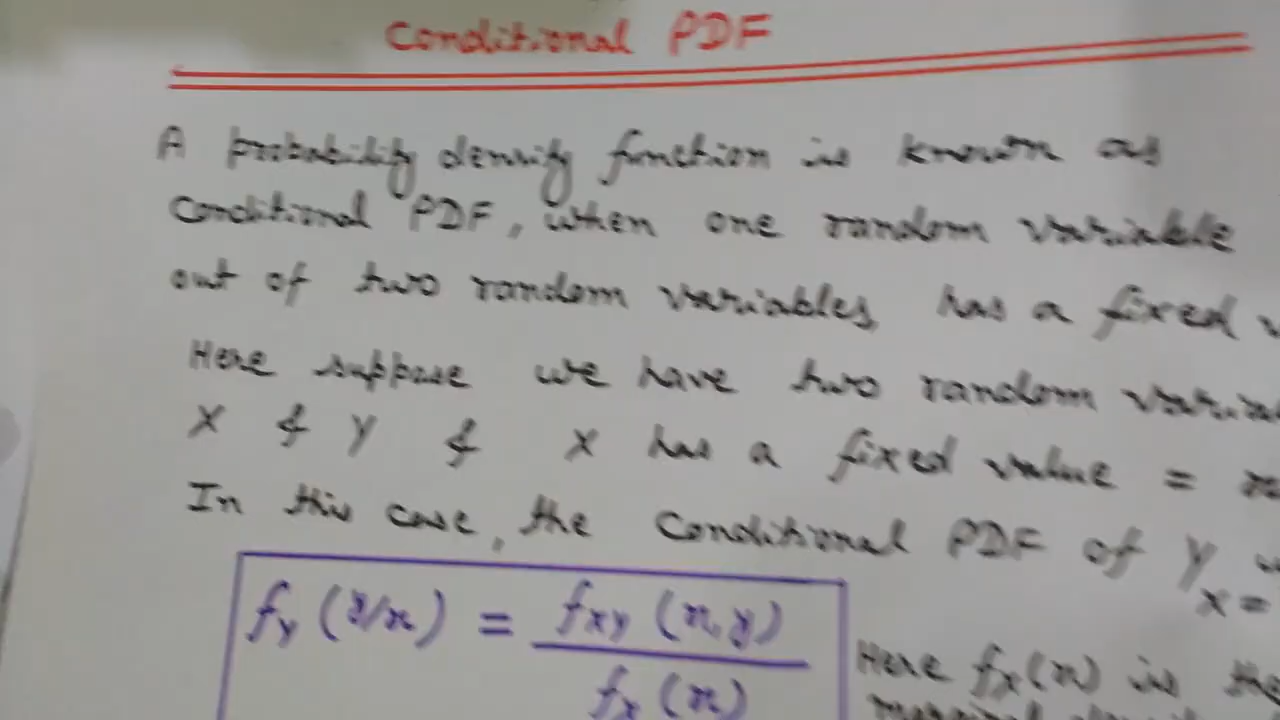 Conditional PDF
A probability density function is known as
Conditional PDF, when one random variable
out of two random variables, has a fixed
Here suppose we have two random
X & Y & X has a fixed value =
In this case, the Conditional PDF of Y
X =
fY (y/x) = fXY (x,y)
fX (x)
Here fX(x) is the